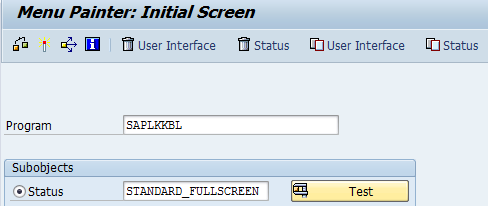 Menu Painter: Initial Screen
User Interface Status User Interface Status
Program SAPLKKBL
Subobjects
Status STANDARD_FULLSCREEN Test